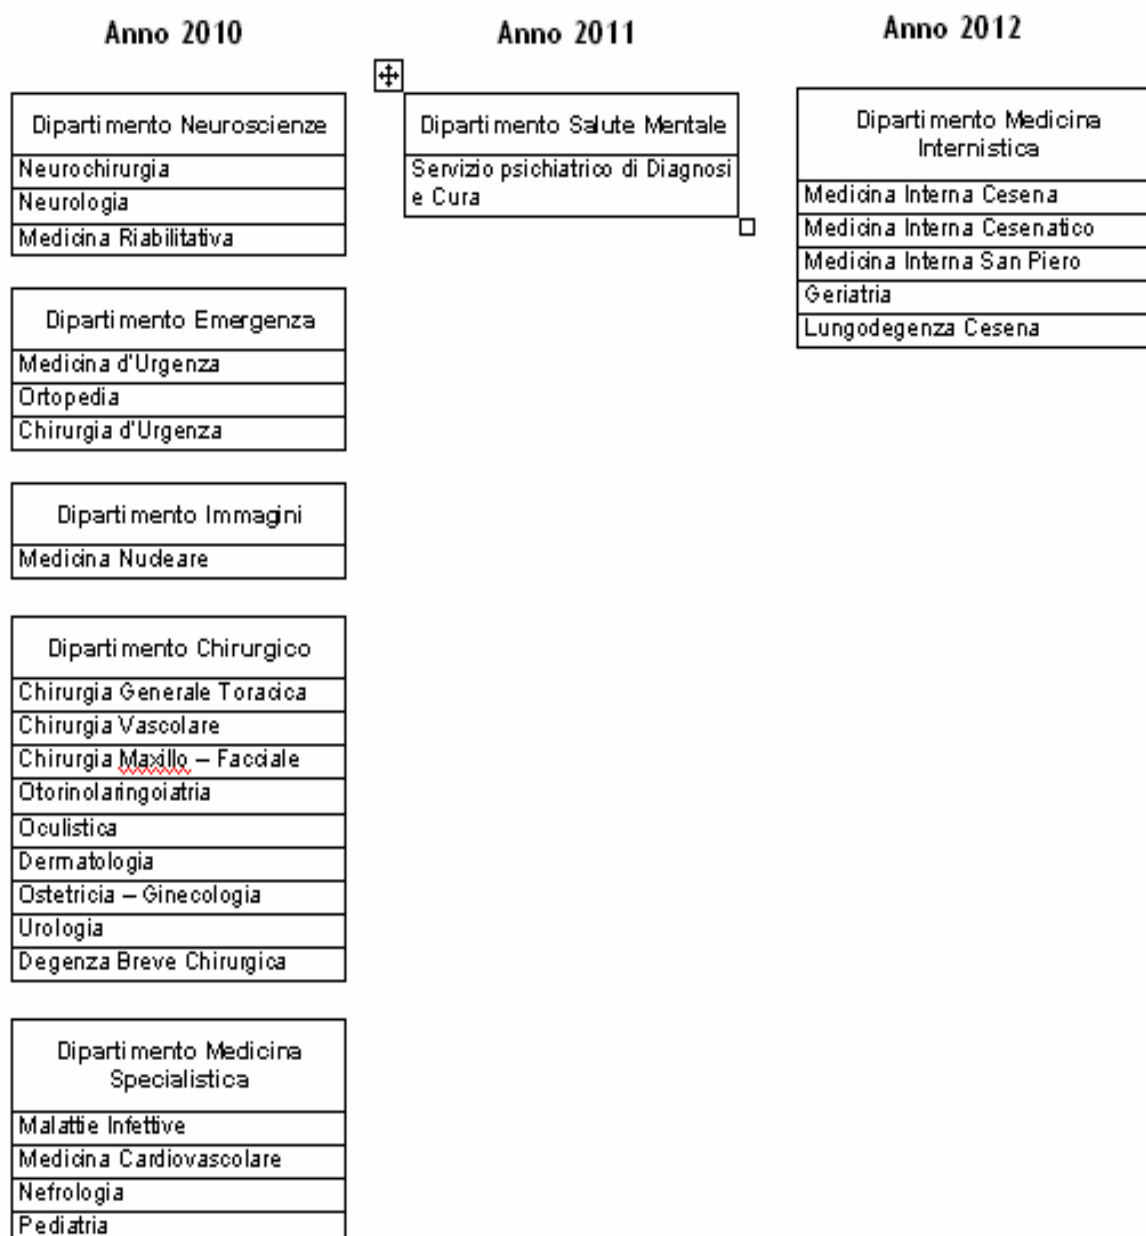 Anno 2010
Dipartimento Neuroscienze
Neurochirurgia
Neurologia
Medicina Riabilitativa
Dipartimento Emergenza
Medicina d'Urgenza
Ortopedia
Chirurgia d'Urgenza
Dipartimento Immagini
Medicina Nucleare
Dipartimento Chirurgico
Chirurgia Generale Toracica
Chirurgia Vascolare
Chirurgia Maxillo – Facciale
Otorinolaringoiatria
Oculistica
Dermatologia
Ostetricia – Ginecologia
Urologia
Degenza Breve Chirurgica
Dipartimento Medicina
Specialistica
Malattie Infettive
Medicina Cardiovascolare
Nefrologia
Pediatria
Anno 2011
Dipartimento Salute Mentale
Servizio psichiatrico di Diagnosi
e Cura
Anno 2012
Dipartimento Medicina
Internistica
Medicina Interna Cesena
Medicina Interna Cesenatico
Medicina Interna San Piero
Geriatria
Lungodegenza Cesena